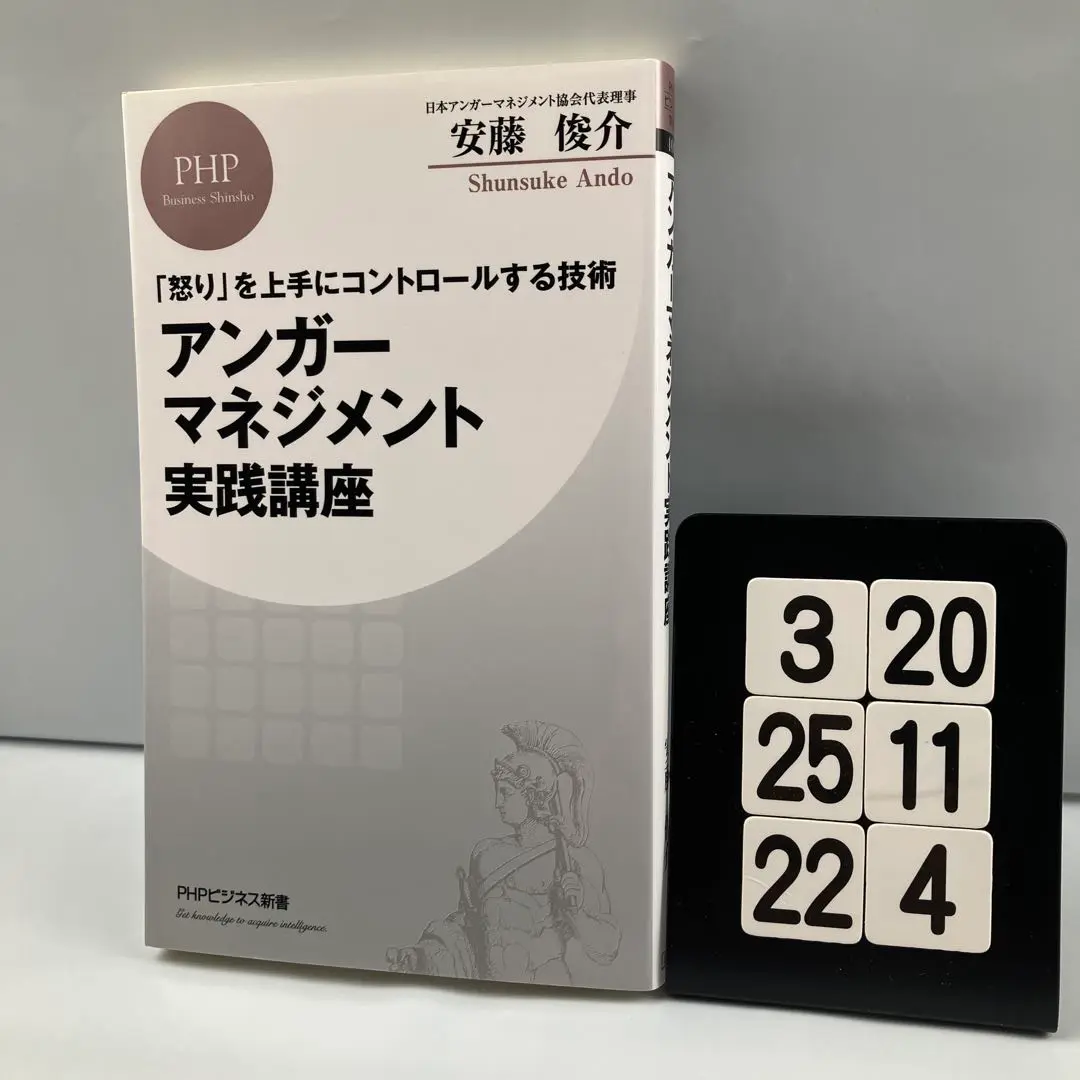 PHP
Business Shinsho
日本アンガーマネジメント協会代表理事
安藤 俊介
Shunsuke Ando
「怒り」を上手にコントロールする技術
アンガー
マネジメント
実践講座
PHPビジネス新書
Get knowledge to acquire intelligence.
3 20
25 11
22 4